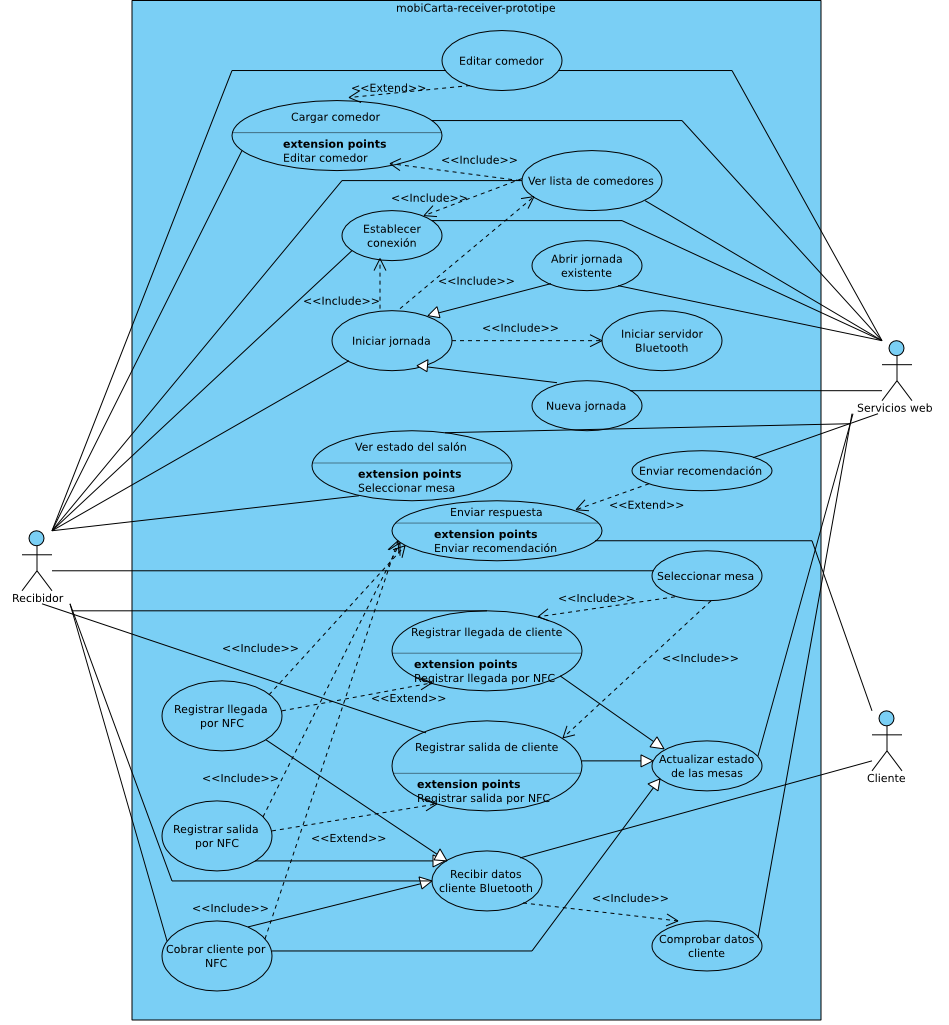 mobiCarta-receiver-prototipe
Editar comedor
<<Extend>>
Cargar comedor
extension points
Editar comedor
<<Include>>
Ver lista de comedores
<<Include>>
Establecer
conexión
Abrir jornada
existente
<<Include>>
<<Include>>
Iniciar jornada
<<Include>>
Iniciar servidor
Bluetooth
Nueva jornada
Servicios web
Ver estado del salón
extension points
Seleccionar mesa
Enviar recomendación
<<Extend>>
Enviar respuesta
extension points
Enviar recomendación
Seleccionar mesa
Recibidor
<<Include>>
Registrar llegada de cliente
extension points
Registrar llegada por NFC
<<Include>>
<<Include>>
<<Extend>>
Registrar llegada
por NFC
Registrar salida de cliente
extension points
Registrar salida por NFC
Actualizar estado
de las mesas
Cliente
<<Include>>
Registrar salida
por NFC
<<Extend>>
Recibir datos
cliente Bluetooth
<<Include>>
<<Include>>
Cobrar cliente por
NFC
Comprobar datos
cliente